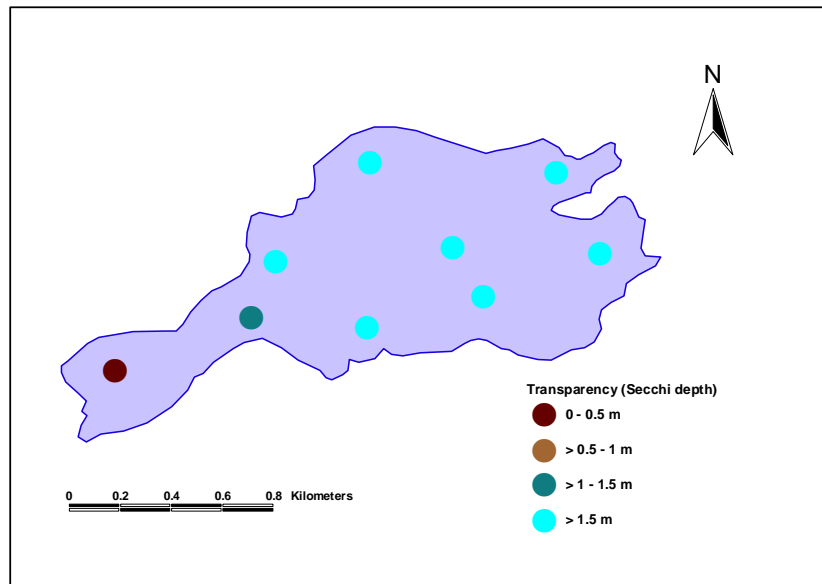 N
Transparency (Secchi depth)
0 - 0.5 m
> 0.5 - 1 m
> 1 - 1.5 m
> 1.5 m
0 0.2 0.4 0.6 0.8 Kilometers